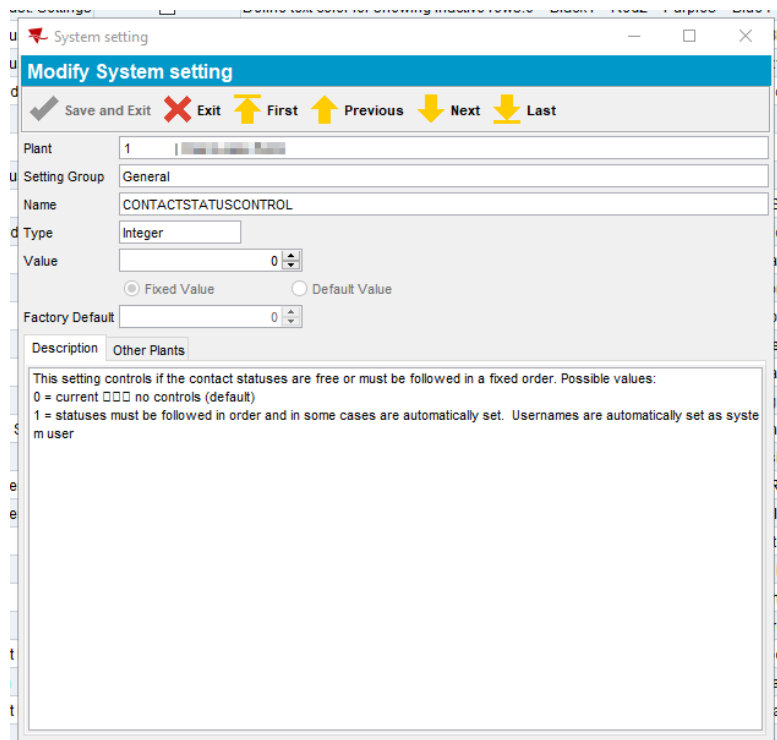 System setting
Modify System setting
Save and Exit Exit First Previous Next Last
Plant 1 |
Setting Group General
Name CONTACTSTATUSCONTROL
Type Integer
Value 0
Fixed Value Default Value
Factory Default 0
Description Other Plants
This setting controls if the contact statuses are free or must be followed in a fixed order. Possible values:
0 = current □□□ no controls (default)
1 = statuses must be followed in order and in some cases are automatically set.  Usernames are automatically set as syste
m user